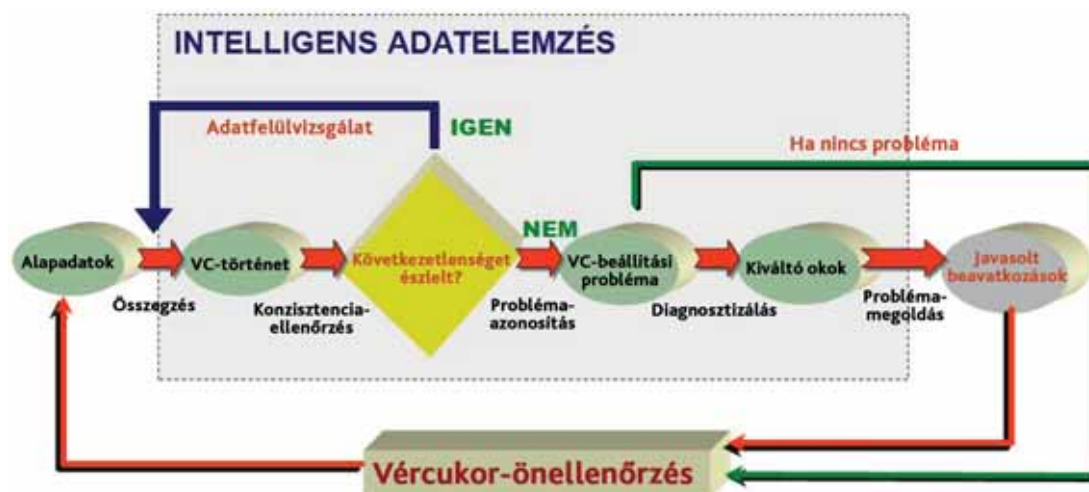 INTELLIGENS ADATELEMZÉS
Adatfelülvizsgálat
IGEN
Ha nincs probléma
NEM
Alapadatok
VC-történet
Következetlenséget
észlelt?
VC-beállítási
probléma
Kiváltó okok
Javasolt
beavatkozások
Összegzés
Konzisztencia-
ellenőrzés
Probléma-
azonosítás
Diagnosztizálás
Probléma-
megoldás
Vércukor-önellenőrzés